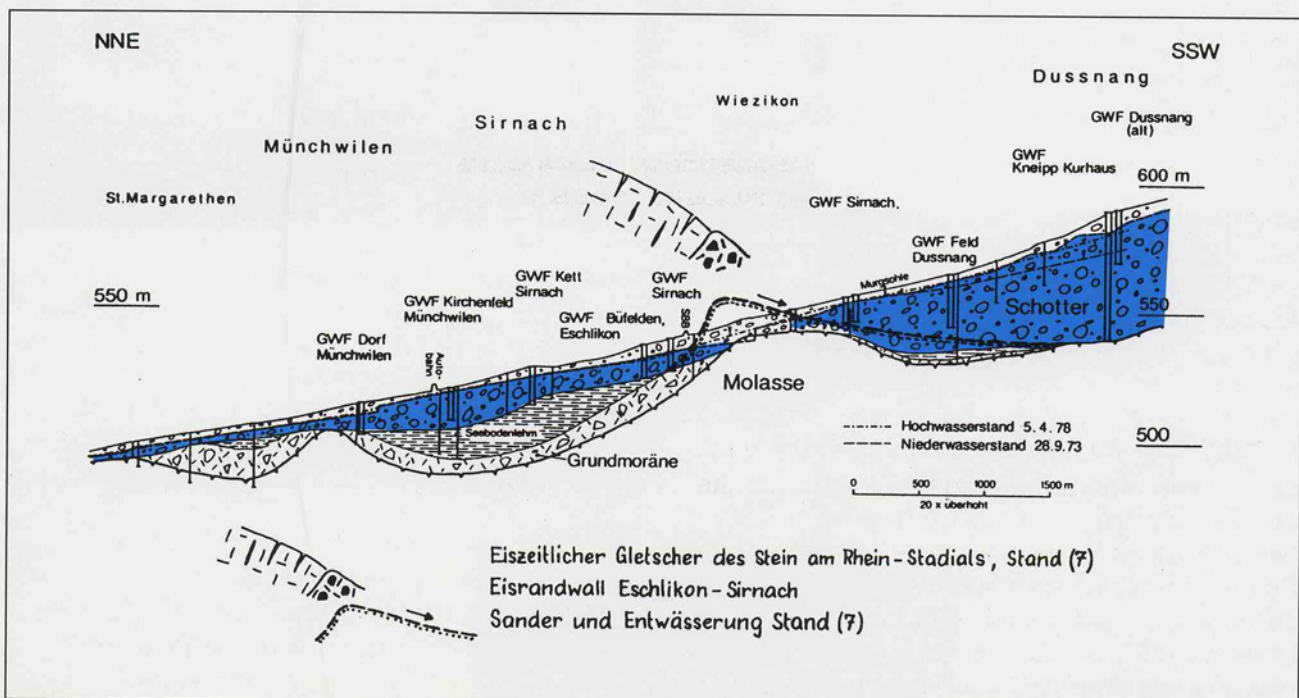 NNE
SSW
Dussnang
Wiezikon
Sirnach
Münchwilen
St.Margarethen
GWF Dussnang
(alt)
GWF
Kneipp Kurhaus
600 m
GWF Sirnach.
GWF Feld
Dussnang
Murgsohle
Schotter
550
550 m
GWF Kett
Sirnach
GWF
Sirnach
SBB
GWF Kirchenfeld
Münchwilen
GWF Büfelden,
Eschlikon
GWF Dorf
Münchwilen
Auto-
bahn
Molasse
Seebodenlehm
Grundmoräne
Hochwasserstand 5.4.78
Niederwasserstand 28.9.73
500
0 500 1000 1500 m
20 x überhöht
Eiszeitlicher Gletscher des Stein am Rhein-Stadials, Stand (7)
Eisrandwall Eschlikon-Sirnach
Sander und Entwässerung Stand (7)